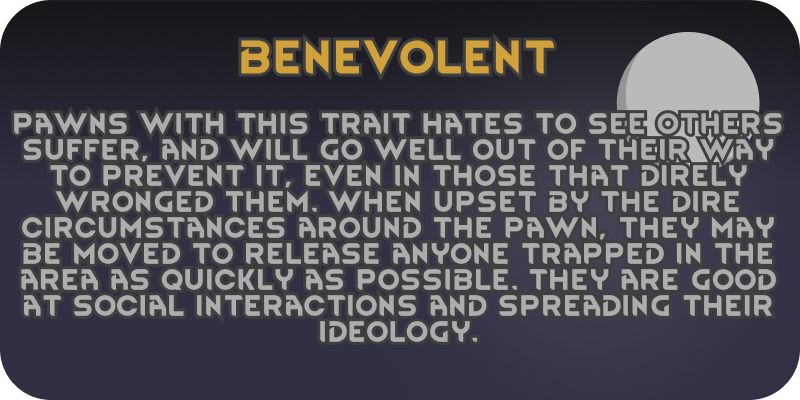 BENEVOLENT
PAWNS WITH THIS TRAIT HATES TO SEE OTHERS
SUFFER, AND WILL GO WELL OUT OF THEIR WAY
TO PREVENT IT, EVEN IN THOSE THAT DIRELY
WRONGED THEM. WHEN UPSET BY THE DIRE
CIRCUMSTANCES AROUND THE PAWN, THEY MAY
BE MOVED TO RELEASE ANYONE TRAPPED IN THE
AREA AS QUICKLY AS POSSIBLE. THEY ARE GOOD
AT SOCIAL INTERACTIONS AND SPREADING THEIR
IDEOLOGY.